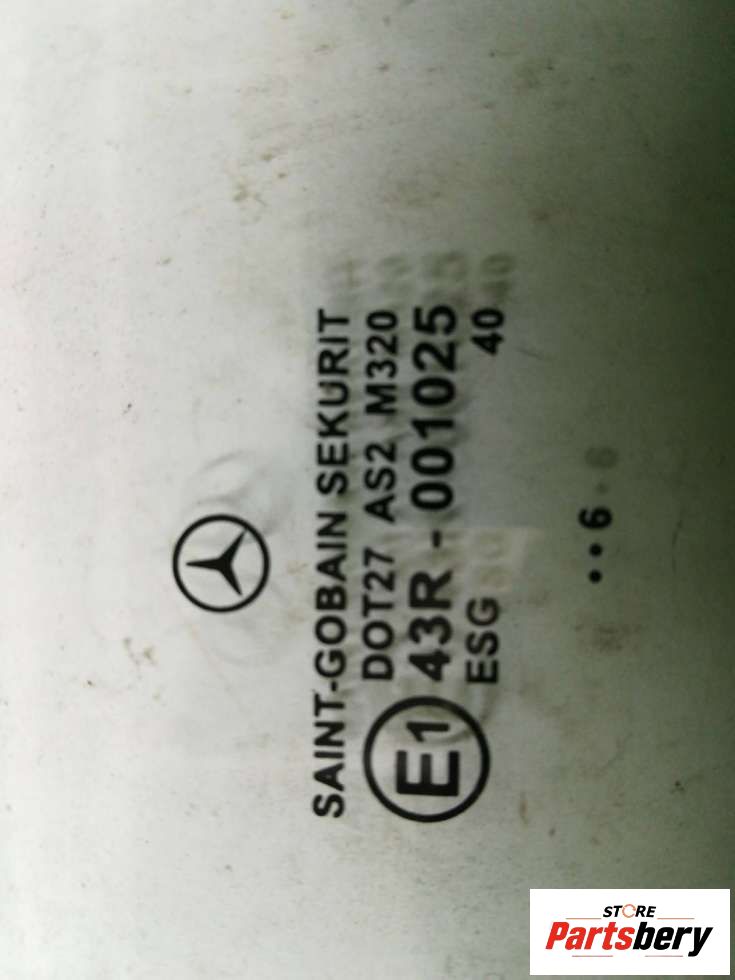 SAINT-GOBAIN SEKURIT
DOT27 AS2 M320
E1 43R - 001025
ESG 40
••6
STORE
Partsbery